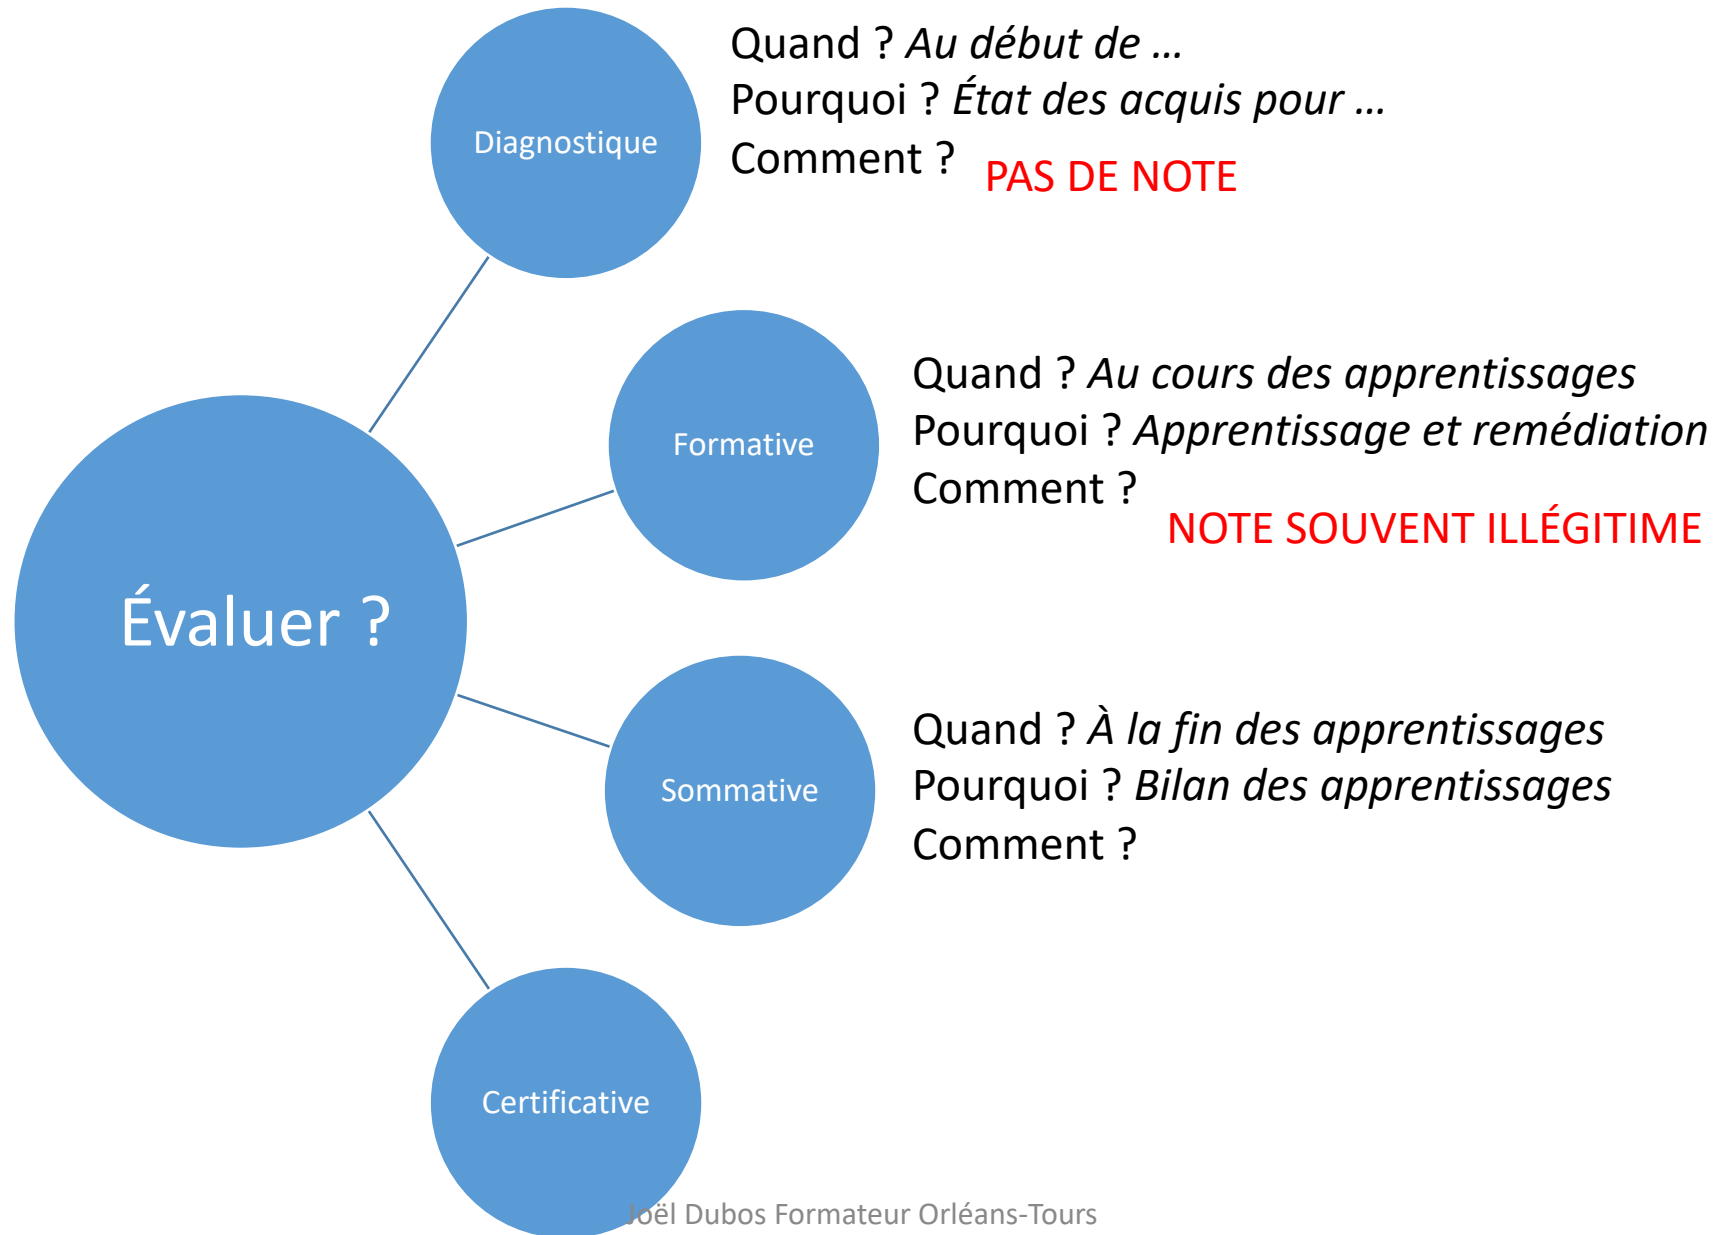 Quand ? Au début de …
Pourquoi ? État des acquis pour …
Diagnostique
Comment ? PAS DE NOTE
Quand ? Au cours des apprentissages
Pourquoi ? Apprentissage et remédiation
Formative
Comment ?
NOTE SOUVENT ILLÉGITIME
Évaluer ?
Quand ? À la fin des apprentissages
Pourquoi ? Bilan des apprentissages
Sommative
Comment ?
Certificative
Joël Dubos Formateur Orléans-Tours